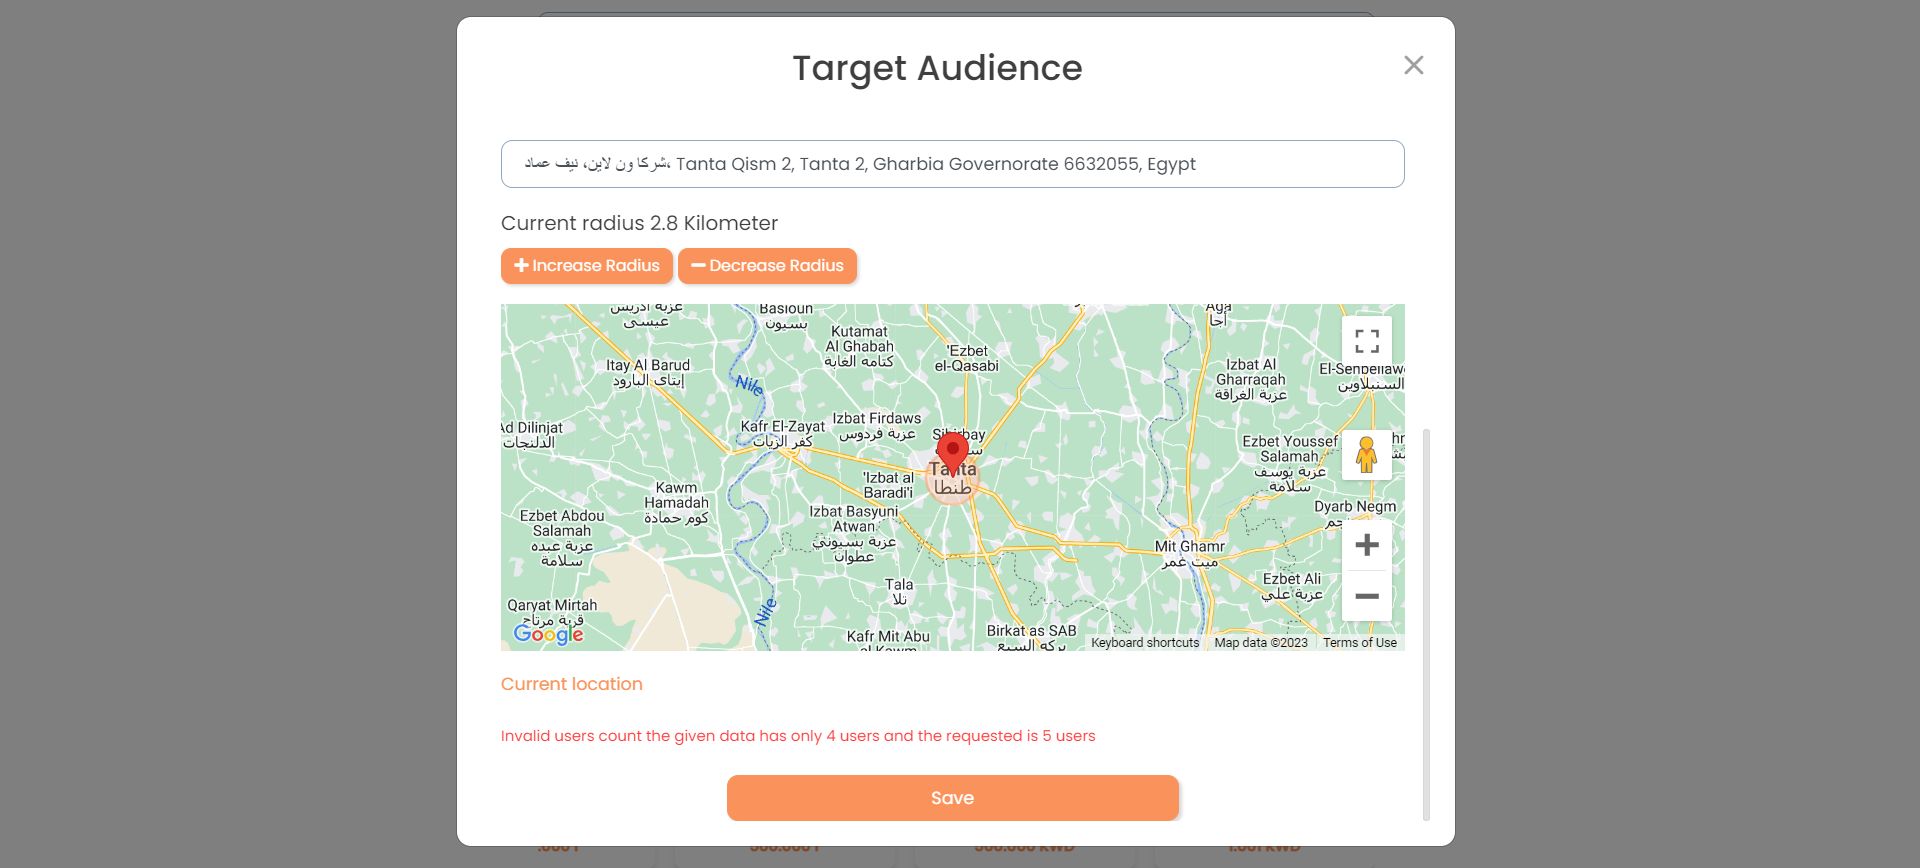 Target Audience
شركا ون لاين، نيف عماد، Tanta Qism 2, Tanta 2, Gharbia Governorate 6632055, Egypt
Current radius 2.8 Kilometer
Increase Radius
Decrease Radius
عزبة ادريس
عيسى
Basioun
بسيون
Aga
أجا
Kutamat
Al Ghabah
كتامه الغابة
'Ezbet
el-Qasabi
Itay Al Barud
إيتاي البارود
Nile
Izbat Al
Gharraqah
عزبة الغراقة
El-Senbellawe
السنبلاوين
Ad Dilinjat
الدلنجات
Kafr El-Zayat
كفر الزيات
Izbat Firdaws
عزبة فردوس
Sibirbay
Tanta
طنطا
Ezbet Youssef
Salamah
عزبة يوسف
سلامة
'Izbat al
Baradi'i
Kawm
Hamadah
كوم حمادة
Izbat Basyuni
Atwan
عزبة بسيوني
عطوان
Ezbet Abdou
Salamah
عزبة عبده
سلامة
Dyarb Negm
Mit Ghamr
ميت غمر
Tala
تلا
Ezbet Ali
عزبة علي
Qaryat Mirtah
قرية مرتاح
Nile
Kafr Mit Abu
al Kawm
Birkat as SAB
بركه السبع
Google
Keyboard shortcuts
Map data ©2023
Terms of Use
Current location
Invalid users count the given data has only 4 users and the requested is 5 users
Save